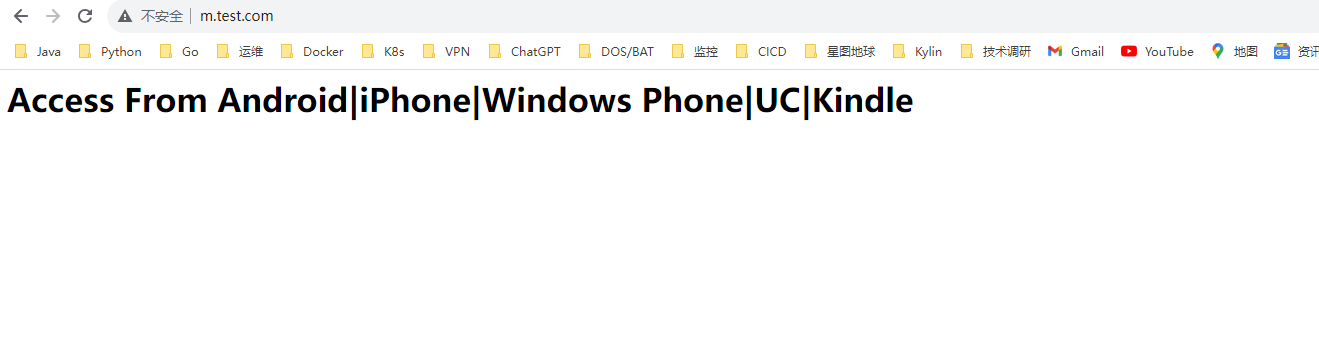 不安全 | m.test.com
Java Python Go 运维 Docker K8s VPN ChatGPT DOS/BAT 监控 CICD 星图地球 Kylin 技术调研 Gmail YouTube 地图 资讯
Access From Android|iPhone|Windows Phone|UC|Kindle